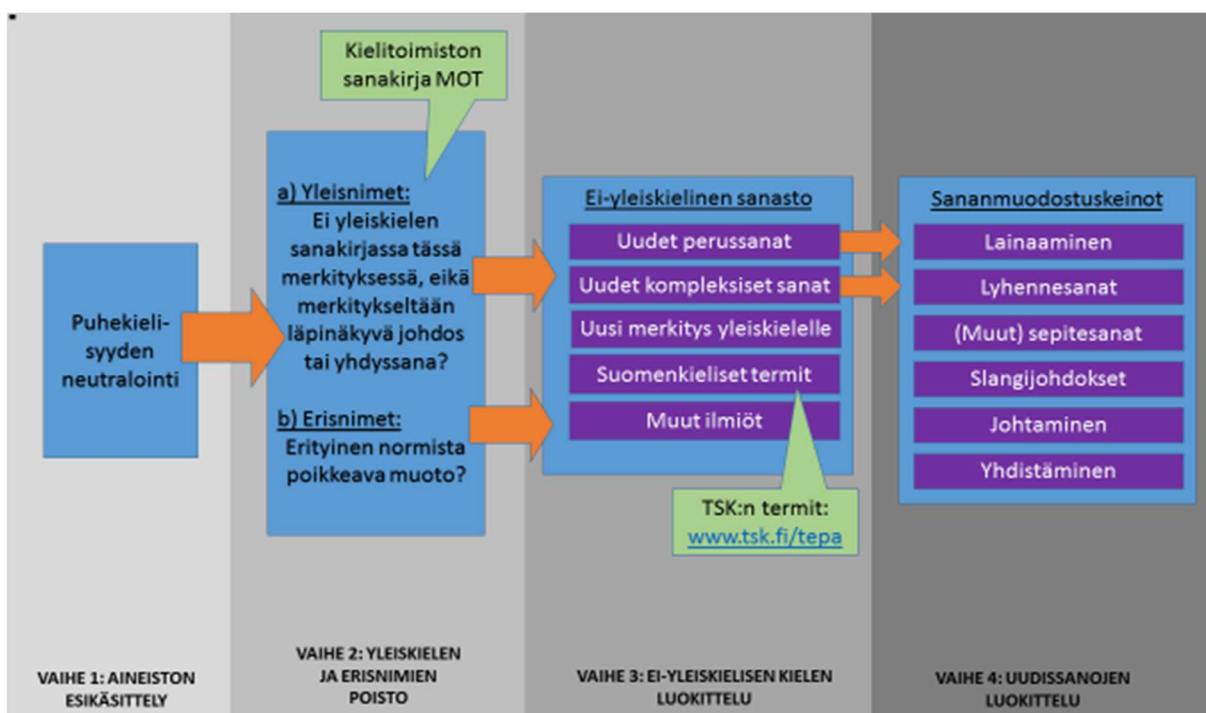 Kielitoimiston
sanakirja MOT
Puhekieli-
syyden
neutralointi
a) Yleisnimet:
Ei yleiskielen
sanakirjassa tässä
merkityksessä, eikä
merkitykseltään
läpinäkyvä johdos
tai yhdyssana?
b) Erisnimet:
Erityinen normista
poikkeava muoto?
Ei-yleiskielinen sanasto
Uudet perussanat
Uudet kompleksiset sanat
Uusi merkitys yleiskielelle
Suomenkieliset termit
Muut ilmiöt
TSK:n termit:
www.tsk.fi/tepa
Sananmuodostuskeinot
Lainaaminen
Lyhennesanat
(Muut) sepitesanat
Slangijohdokset
Johtaminen
Yhdistäminen
VAIHE 1: AINEISTON
ESIKÄSITTELY
VAIHE 2: YLEISKIELEN
JA ERISNIMIEN
POISTO
VAIHE 3: EI-YLEISKIELISEN KIELEN
LUOKITTELU
VAIHE 4: UUDISSANOJEN
LUOKITTELU